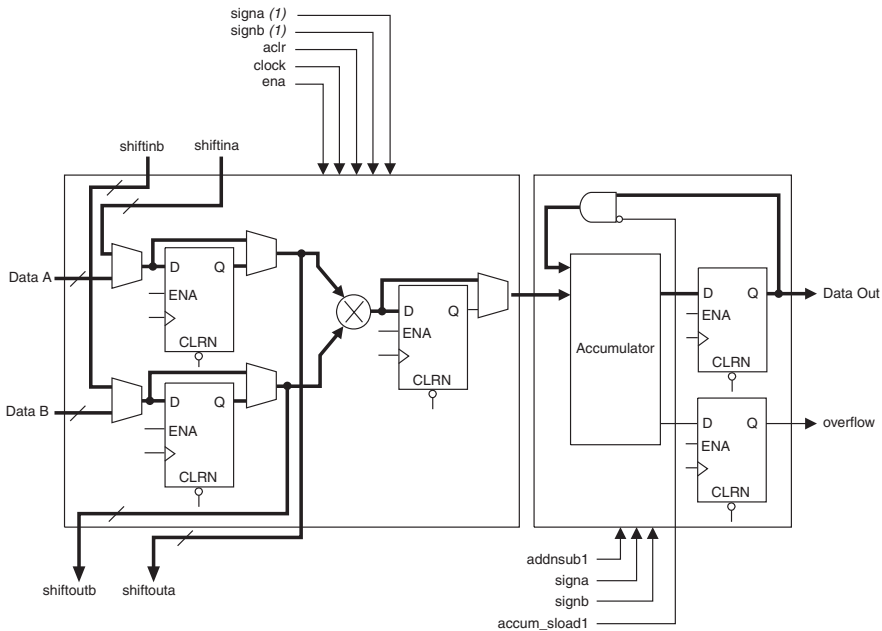 signa (1)
signb (1)
aclr
clock
ena
shiftinb
shiftina
Data A
D
Q
ENA
CLRN
D
Q
ENA
CLRN
Data B
D
Q
ENA
CLRN
Accumulator
D
Q
ENA
CLRN
Data Out
D
Q
ENA
CLRN
overflow
shiftoutb
shiftouta
addnsub1
signa
signb
accum_sload1